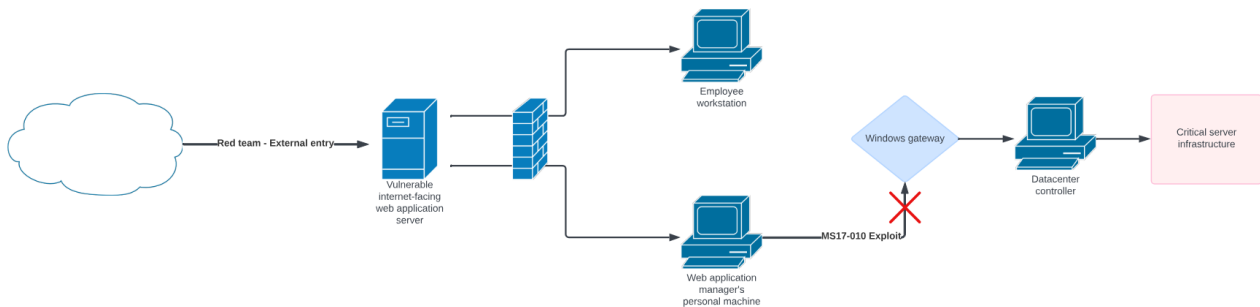 Red team - External entry
Vulnerable
internet-facing
web application
server
Employee
workstation
Web application
manager's
personal machine
MS17-010 Exploit
Windows gateway
Datacenter
controller
Critical server
infrastructure